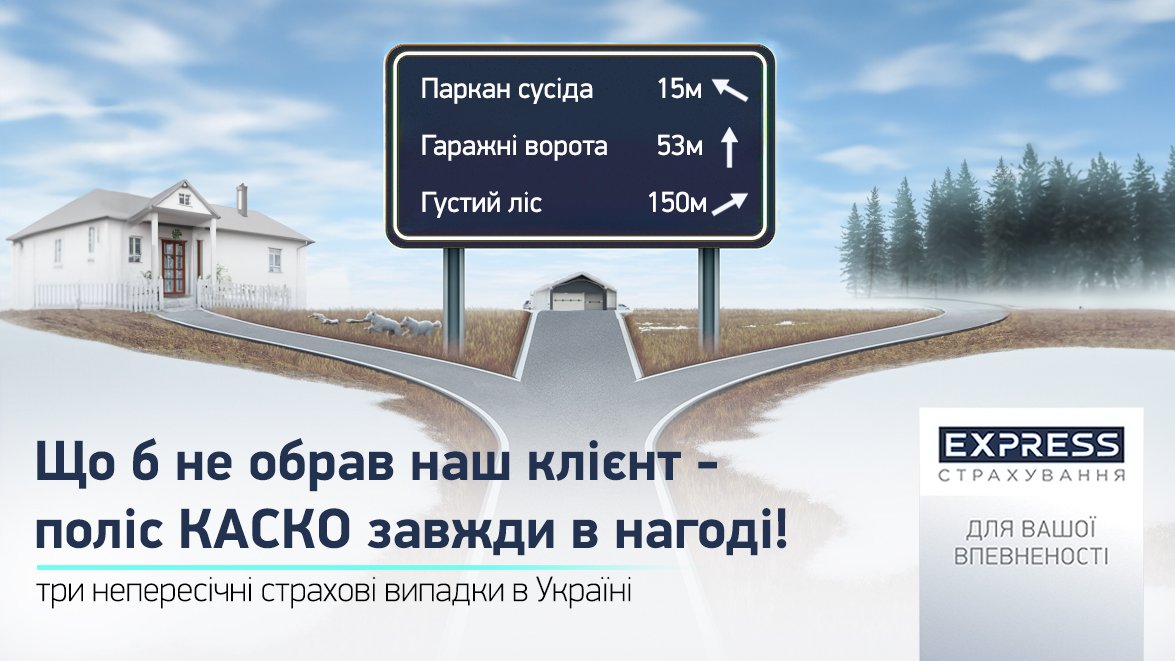 Паркан сусіда 15м
Гаражні ворота 53м
Густий ліс 150м
Що б не обрав наш клієнт -
поліс КАСКО завжди в нагоді!
три непересічні страхові випадки в Україні
EXPRESS
СТРАХУВАННЯ
ДЛЯ ВАШОЇ
ВПЕВНЕНОСТІ